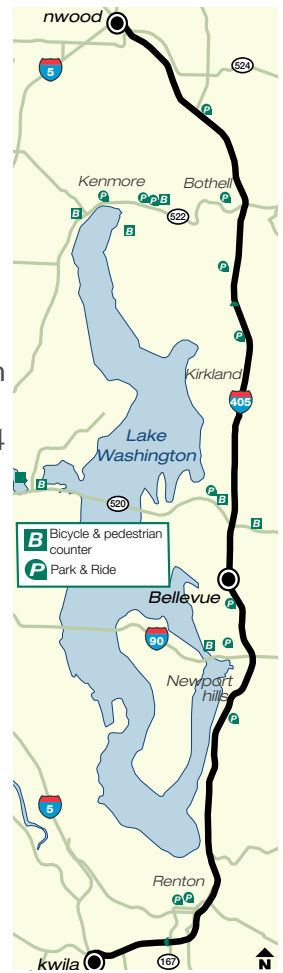 nwood
5
524
Kenmore
Bothell
B
P
P
P
B
P
522
B
P
P
Kirkland
405
n
Lake
Washington
4
B
P
B
520
B
B Bicycle & pedestrian
counter
P Park & Ride
Bellevue
P
90
B
P
Newport
hills
P
5
Renton
P
P
167
kwila
N